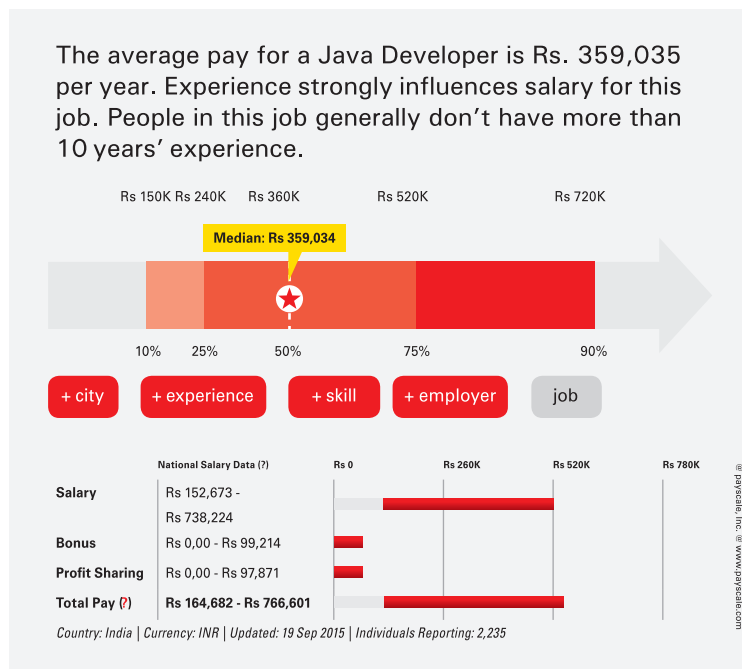 The average pay for a Java Developer is Rs. 359,035
per year. Experience strongly influences salary for this
job. People in this job generally don't have more than
10 years' experience.
Rs 150K Rs 240K Rs 360K Rs 520K Rs 720K
Median: Rs 359,034
10% 25% 50% 75% 90%
+ city + experience + skill + employer job
National Salary Data (?) Rs 0 Rs 260K Rs 520K Rs 780K
Salary Rs 152,673 -
Rs 738,224
Bonus Rs 0,00 - Rs 99,214
Profit Sharing Rs 0,00 - Rs 97,871
Total Pay (?) Rs 164,682 - Rs 766,601
Country: India | Currency: INR | Updated: 19 Sep 2015 | Individuals Reporting: 2,235
@ payscale, Inc. @ www.payscale.com